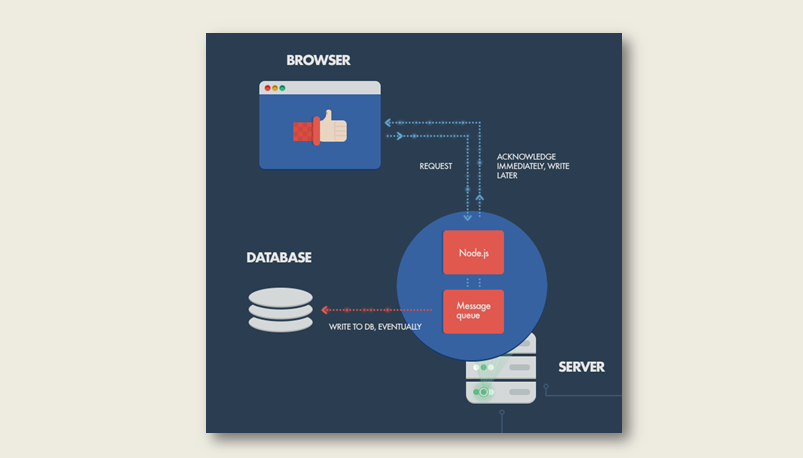 BROWSER
REQUEST
ACKNOWLEDGE
IMMEDIATELY, WRITE
LATER
Node.js
DATABASE
Message
queue
WRITE TO DB, EVENTUALLY
SERVER